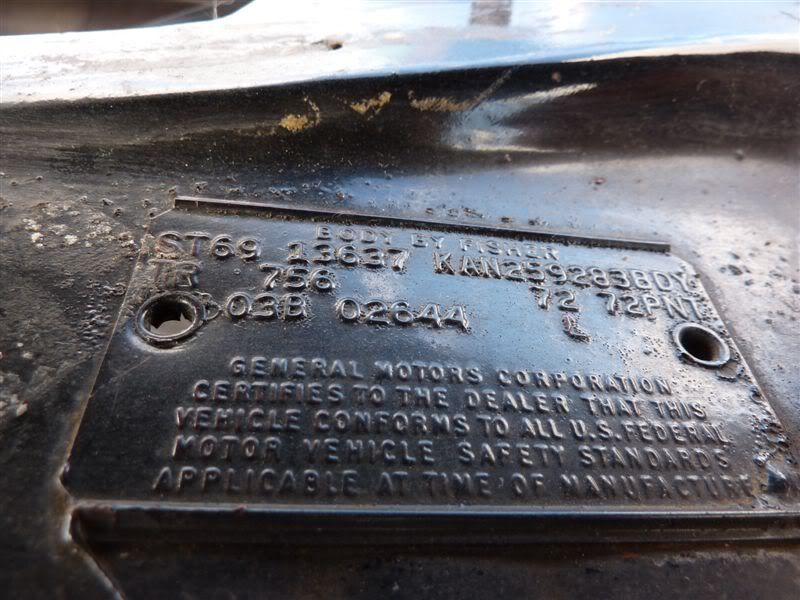 BODY BY FISHER
ST69 13637 KAN259283BDY
TR 756 72 72PNT
03B 02644 L
GENERAL MOTORS CORPORATION
CERTIFIES TO THE DEALER THAT THIS
VEHICLE CONFORMS TO ALL U.S. FEDERAL
MOTOR VEHICLE SAFETY STANDARDS
APPLICABLE AT TIME OF MANUFACTURE